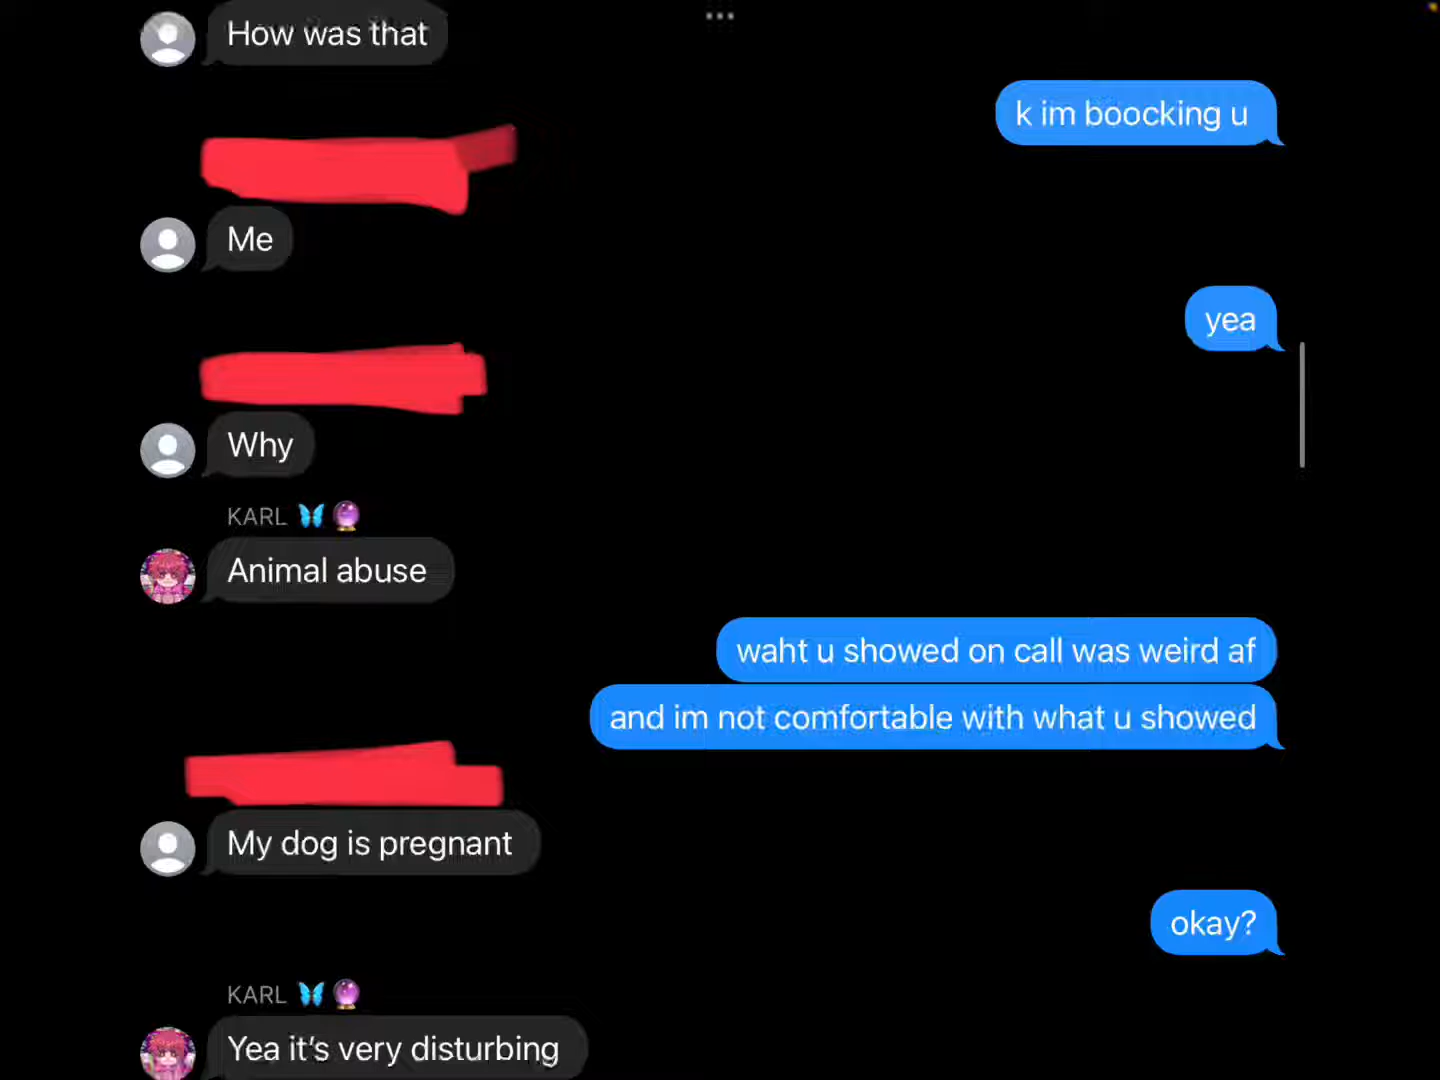 How was that
k im boocking u
Me
yea
Why
KARL 🦋🔮
Animal abuse
waht u showed on call was weird af
and im not comfortable with what u showed
My dog is pregnant
okay?
KARL 🦋🔮
Yea it's very disturbing